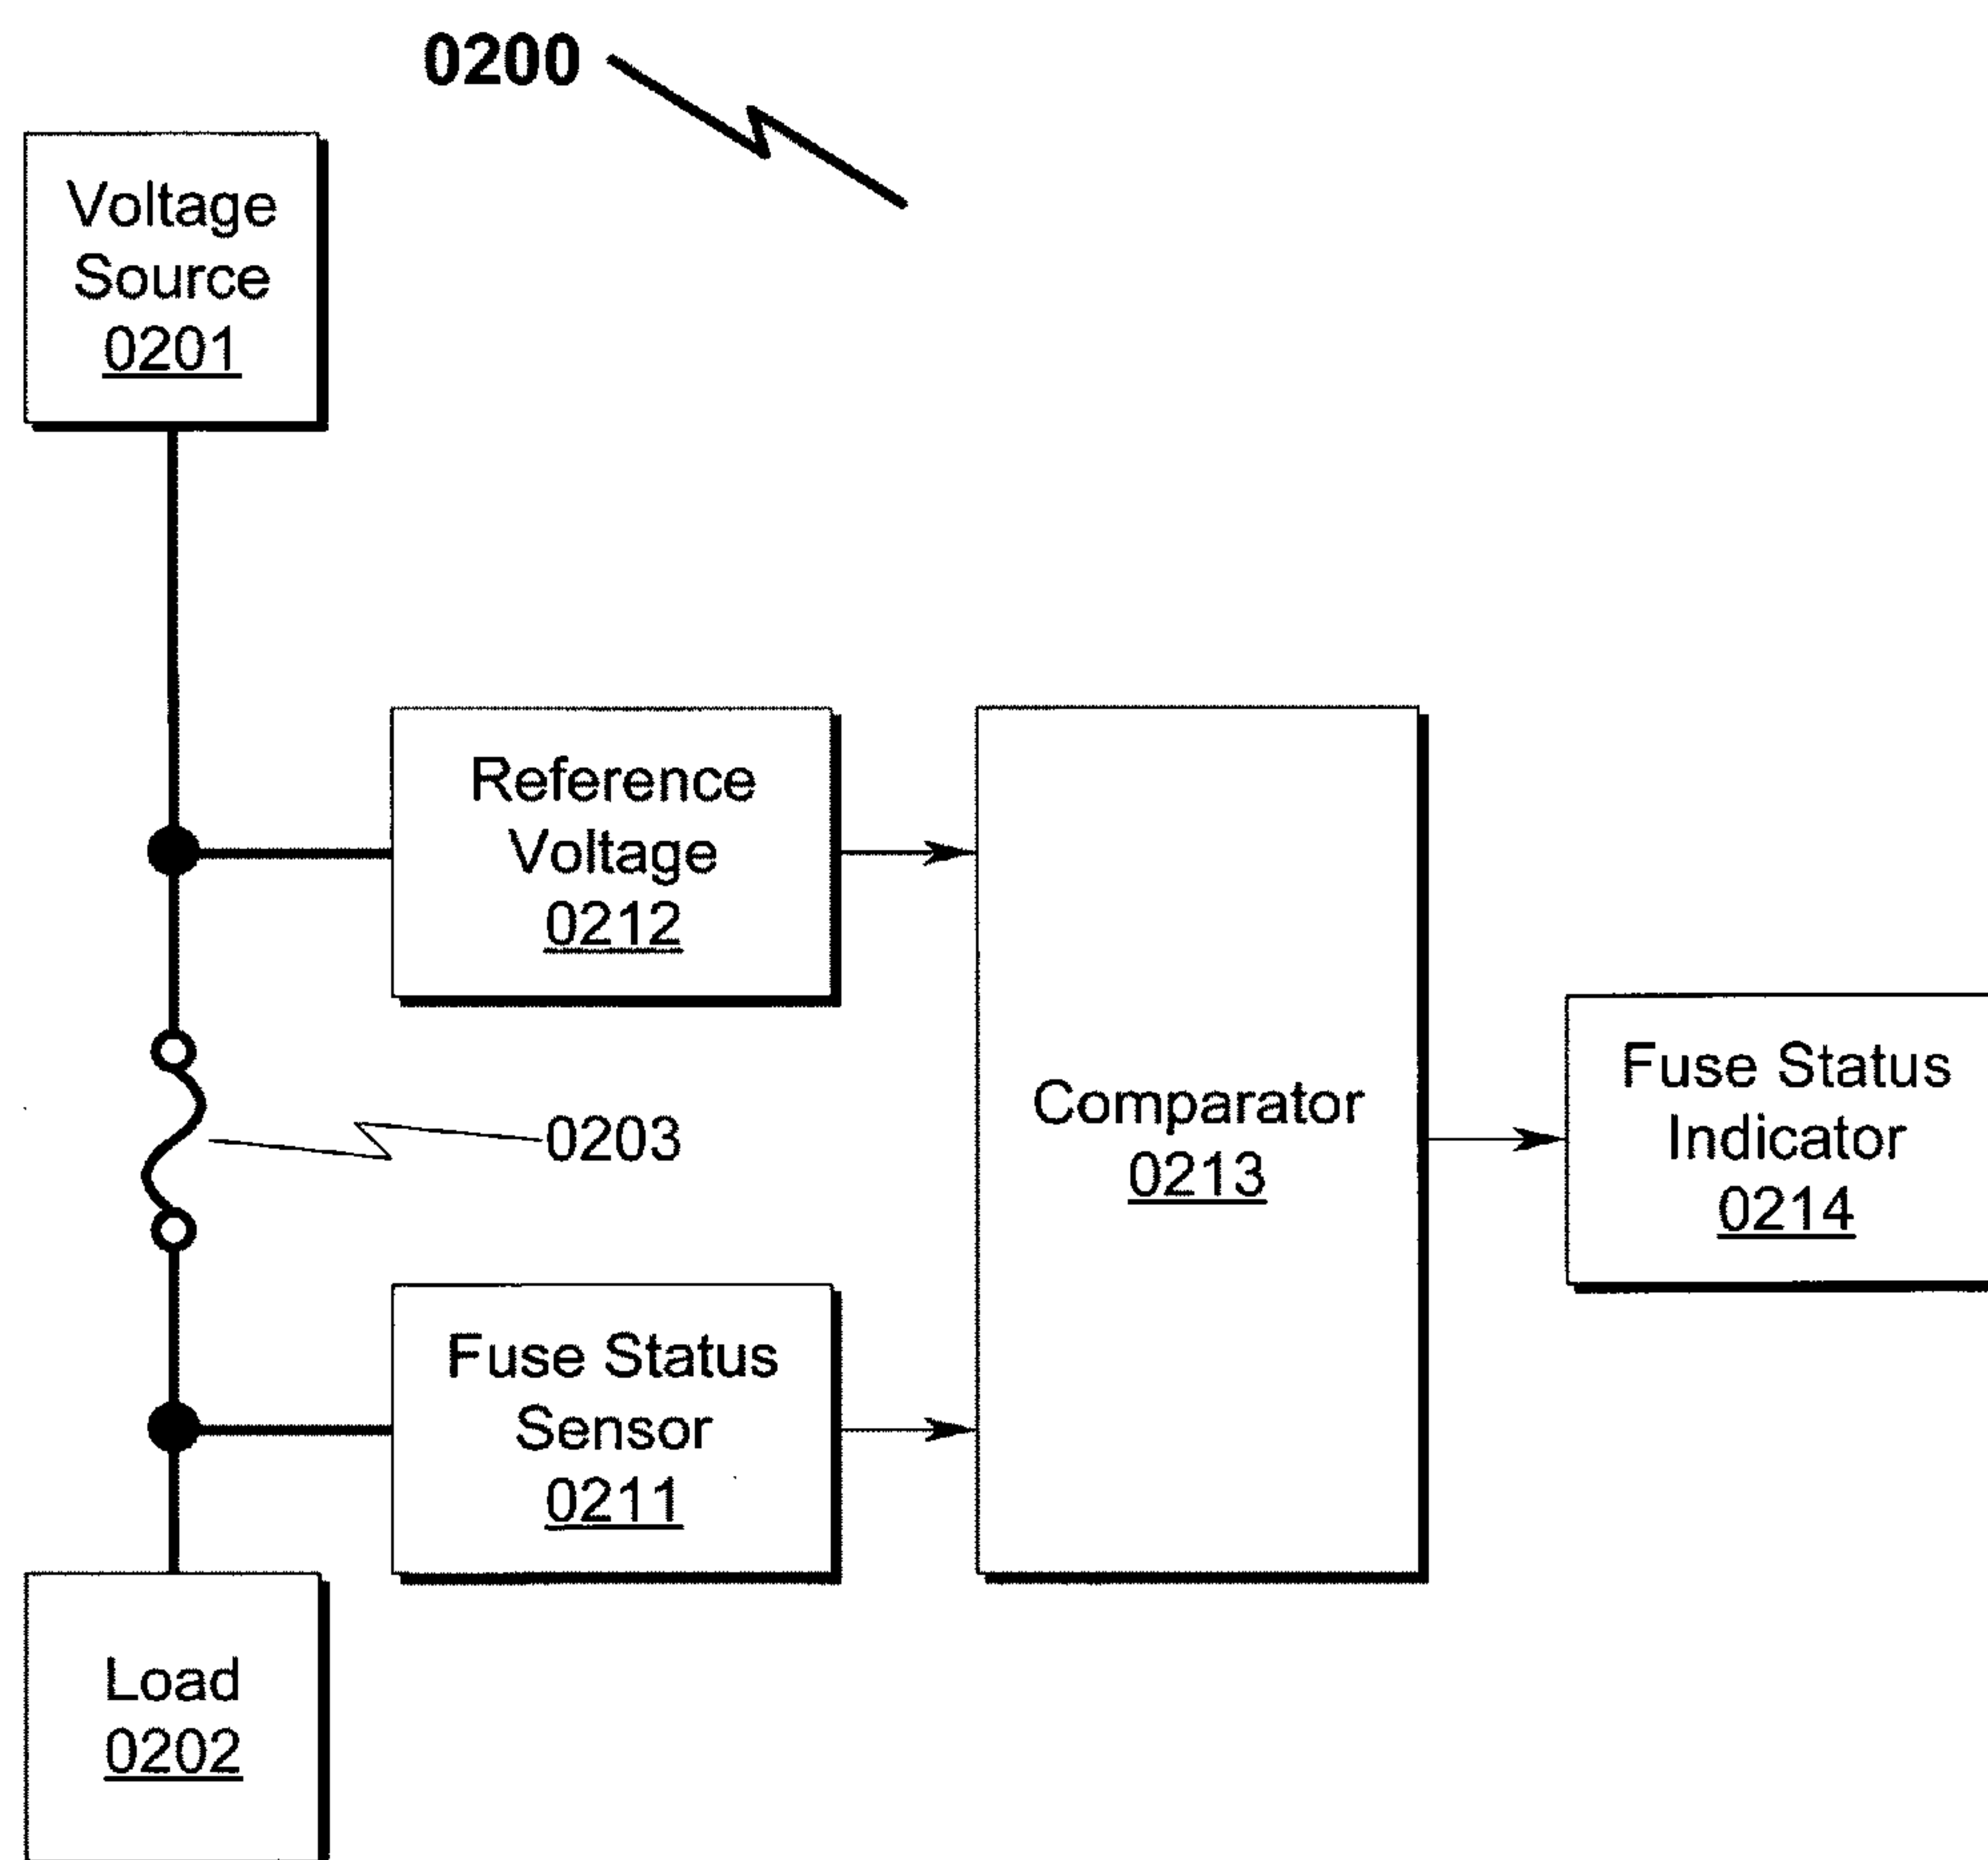 0200
Voltage
Source
0201
Reference
Voltage
0212
Comparator
0213
Fuse Status
Indicator
0214
0203
Fuse Status
Sensor
0211
Load
0202